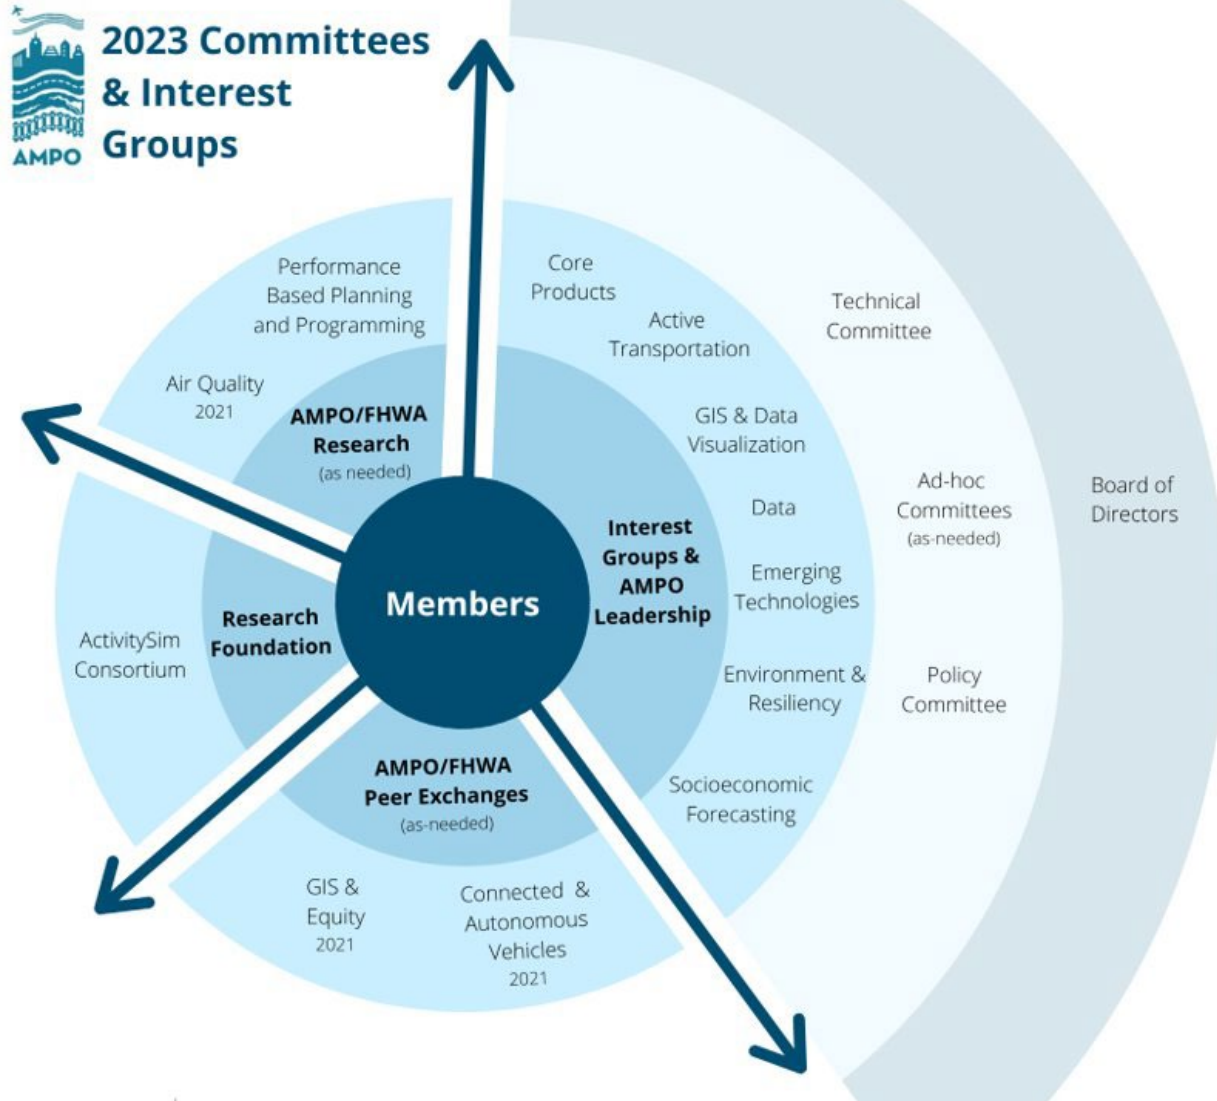 2023 Committees
& Interest
Groups
AMPO
Performance
Based Planning
and Programming
Air Quality
2021
AMPO/FHWA
Research
(as needed)
Core
Products
Active
Transportation
GIS & Data
Visualization
Data
Emerging
Technologies
Environment &
Resiliency
Socioeconomic
Forecasting
Interest
Groups &
AMPO
Leadership
Technical
Committee
Ad-hoc
Committees
(as-needed)
Policy
Committee
Board of
Directors
Members
Research
Foundation
ActivitySim
Consortium
AMPO/FHWA
Peer Exchanges
(as-needed)
GIS &
Equity
2021
Connected &
Autonomous
Vehicles
2021